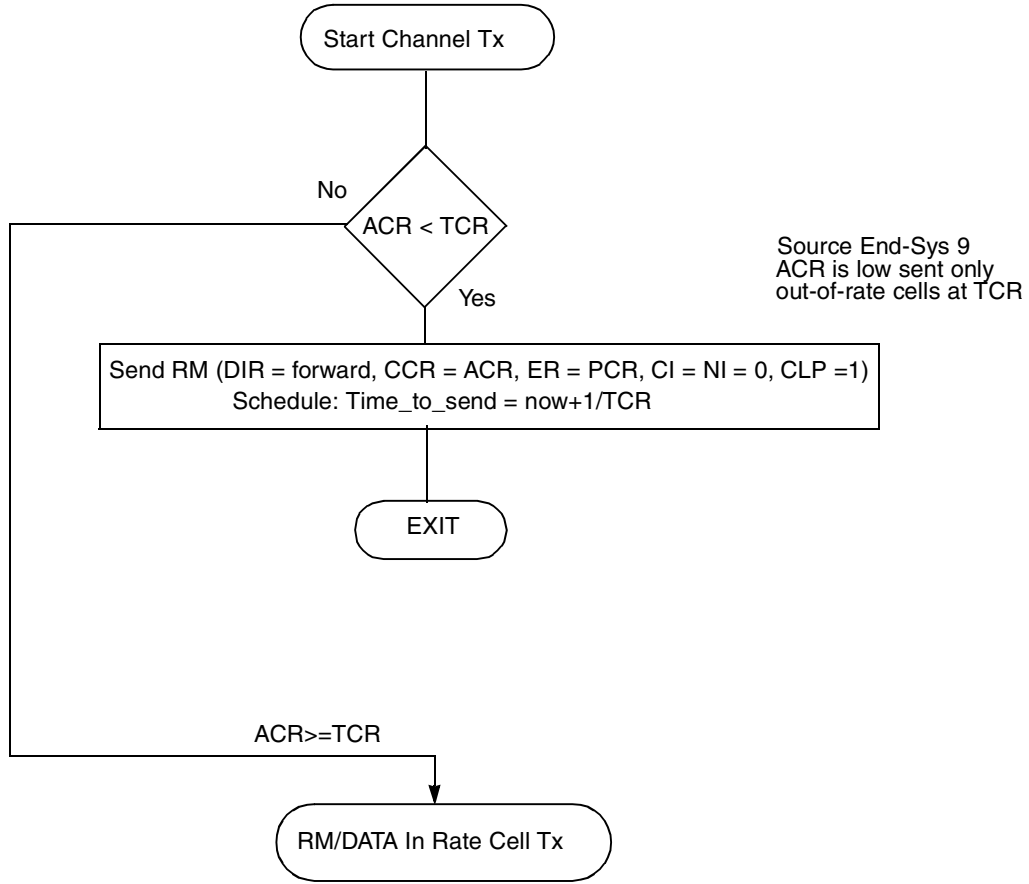 Start Channel Tx
No
ACR < TCR
Yes
Source End-Sys 9
ACR is low sent only
out-of-rate cells at TCR
Send RM (DIR = forward, CCR = ACR, ER = PCR, CI = NI = 0, CLP =1)
Schedule: Time_to_send = now+1/TCR
EXIT
ACR>=TCR
RM/DATA In Rate Cell Tx